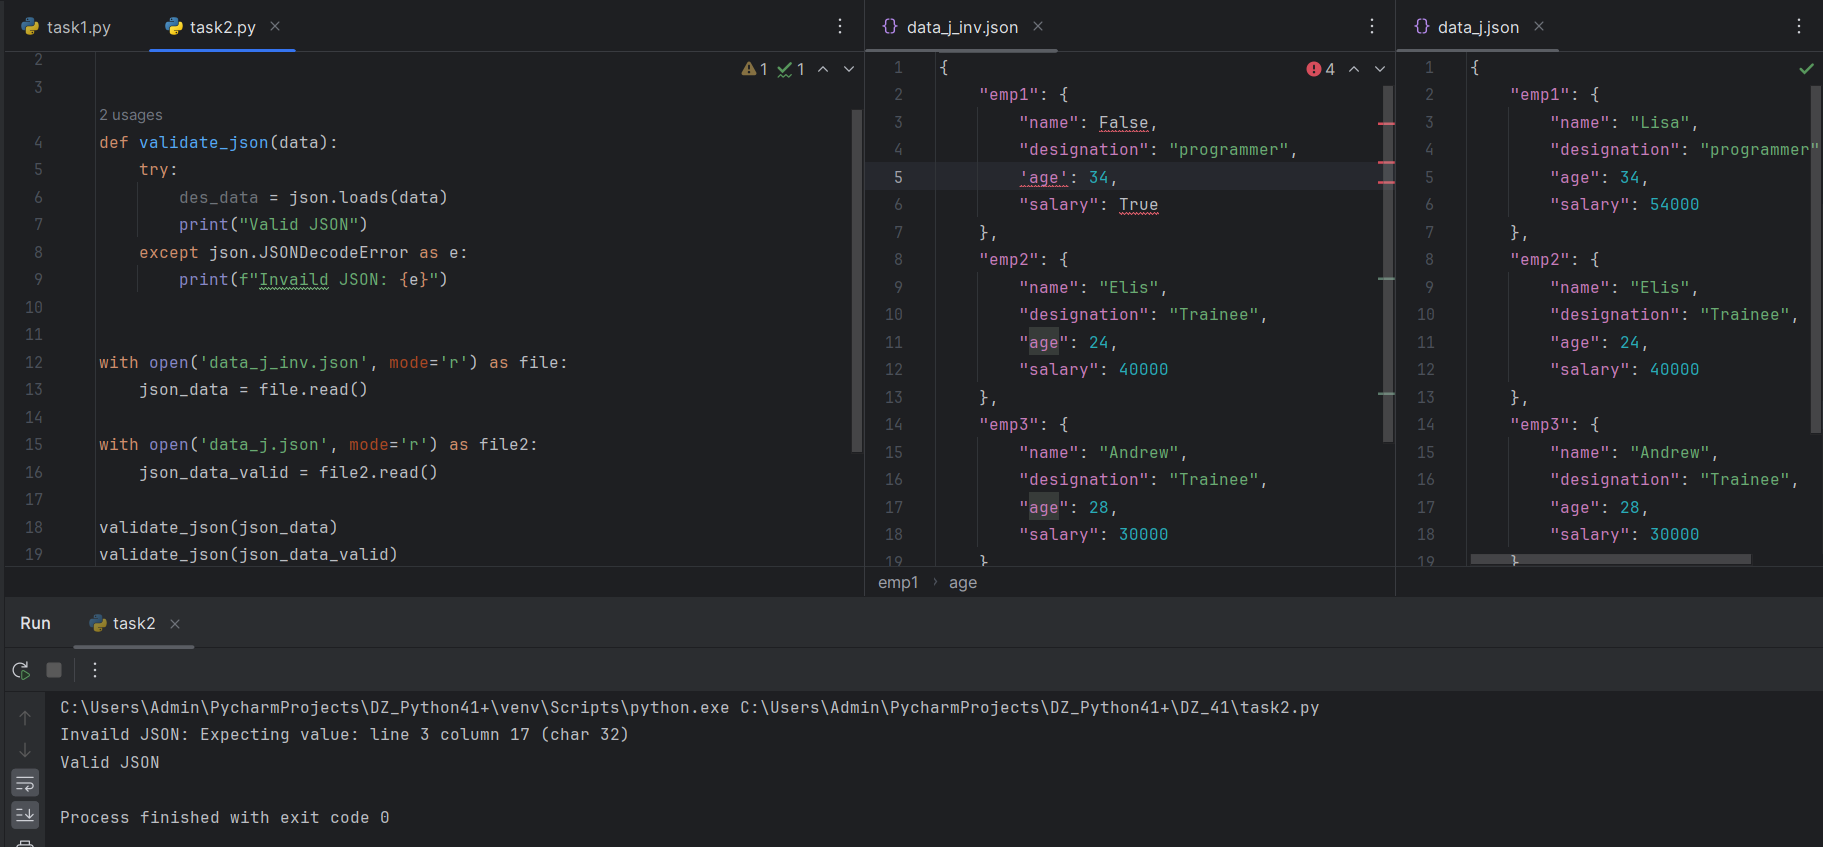 task1.py
task2.py
2
3
2 usages
4 def validate_json(data):
5 try:
6 des_data = json.loads(data)
7 print("Valid JSON")
8 except json.JSONDecodeError as e:
9 print(f"Invaild JSON: {e}")
10
11
12 with open('data_j_inv.json', mode='r') as file:
13 json_data = file.read()
14
15 with open('data_j.json', mode='r') as file2:
16 json_data_valid = file2.read()
17
18 validate_json(json_data)
19 validate_json(json_data_valid)
1 1
data_j_inv.json
4
1 {
2 "emp1": {
3 "name": False,
4 "designation": "programmer",
5 'age': 34,
6 "salary": True
7 },
8 "emp2": {
9 "name": "Elis",
10 "designation": "Trainee",
11 "age": 24,
12 "salary": 40000
13 },
14 "emp3": {
15 "name": "Andrew",
16 "designation": "Trainee",
17 "age": 28,
18 "salary": 30000
19 }
emp1 › age
data_j.json
1 {
2 "emp1": {
3 "name": "Lisa",
4 "designation": "programmer"
5 "age": 34,
6 "salary": 54000
7 },
8 "emp2": {
9 "name": "Elis",
10 "designation": "Trainee",
11 "age": 24,
12 "salary": 40000
13 },
14 "emp3": {
15 "name": "Andrew",
16 "designation": "Trainee",
17 "age": 28,
18 "salary": 30000
19 }
Run task2
C:\Users\Admin\PycharmProjects\DZ_Python41+\venv\Scripts\python.exe C:\Users\Admin\PycharmProjects\DZ_Python41+\DZ_41\task2.py
Invaild JSON: Expecting value: line 3 column 17 (char 32)
Valid JSON
Process finished with exit code 0